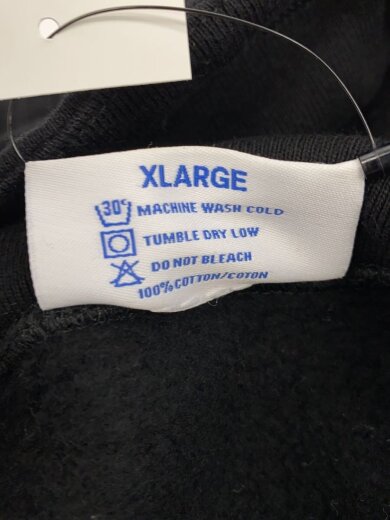 XLARGE
30° MACHINE WASH COLD
TUMBLE DRY LOW
DO NOT BLEACH
100% COTTON/COTON